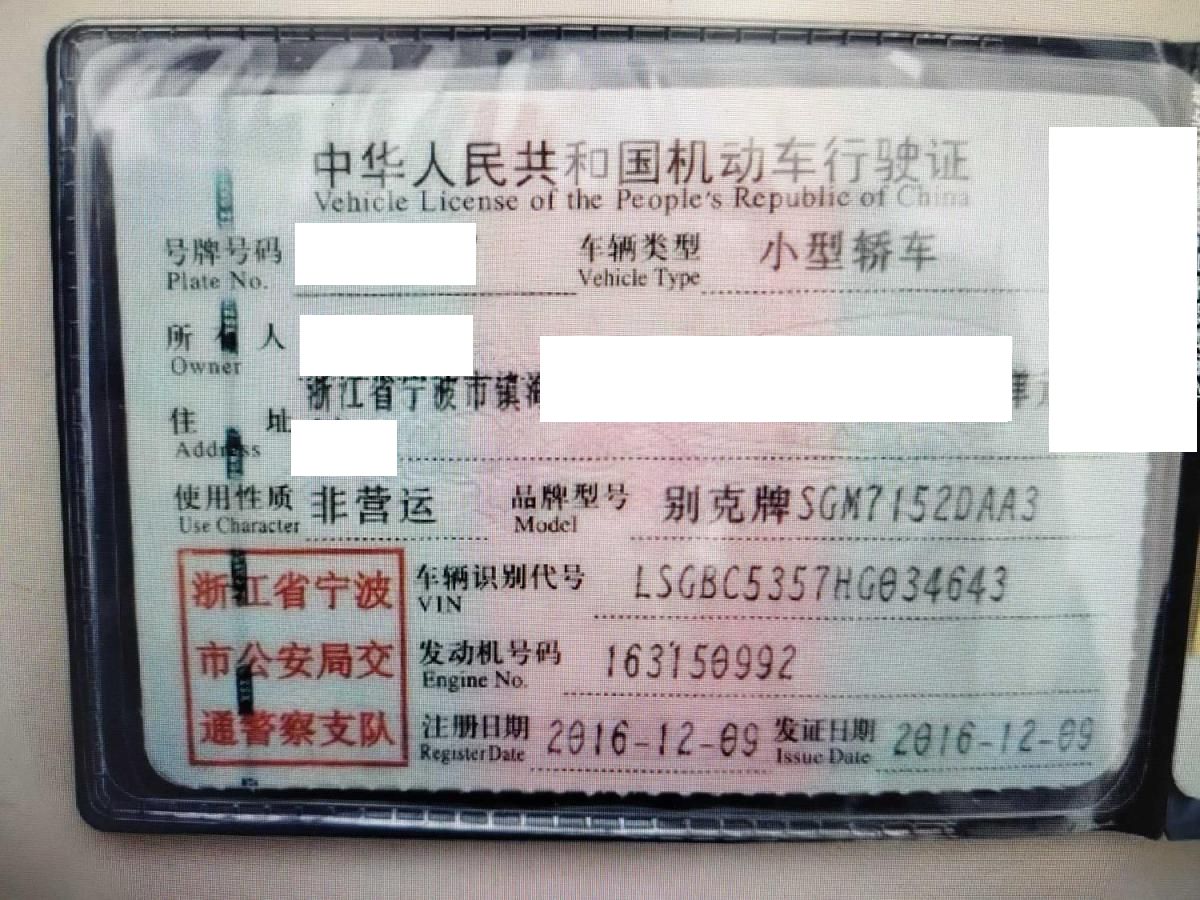 中华人民共和国机动车行驶证
Vehicle License of the People's Republic of China
号牌号码 车辆类型 小型轿车
Plate No. Vehicle Type
所 有 人
Owner
浙江省宁波市镇海
住 址
Address
使用性质 非营运 品牌型号 别克牌SGM7152DAA3
Use Character Model
浙江省宁波 车辆识别代号 LSGBC5357HG034643
VIN
市公安局交 发动机号码 163150992
Engine No.
通警察支队 注册日期 2016-12-09 发证日期 2016-12-09
Register Date Issue Date